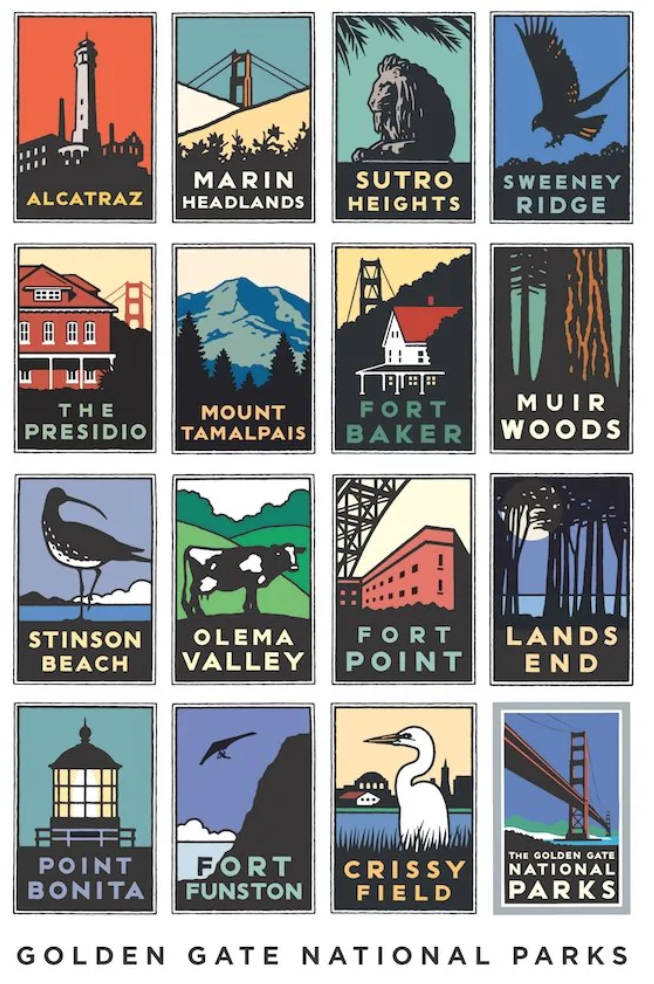 ALCATRAZ
MARIN
HEADLANDS
SUTRO
HEIGHTS
SWEENEY
RIDGE
THE
PRESIDIO
MOUNT
TAMALPAIS
FORT
BAKER
MUIR
WOODS
STINSON
BEACH
OLEMA
VALLEY
FORT
POINT
LANDS
END
POINT
BONITA
FORT
FUNSTON
CRISSY
FIELD
THE GOLDEN GATE
NATIONAL
PARKS
GOLDEN GATE NATIONAL PARKS